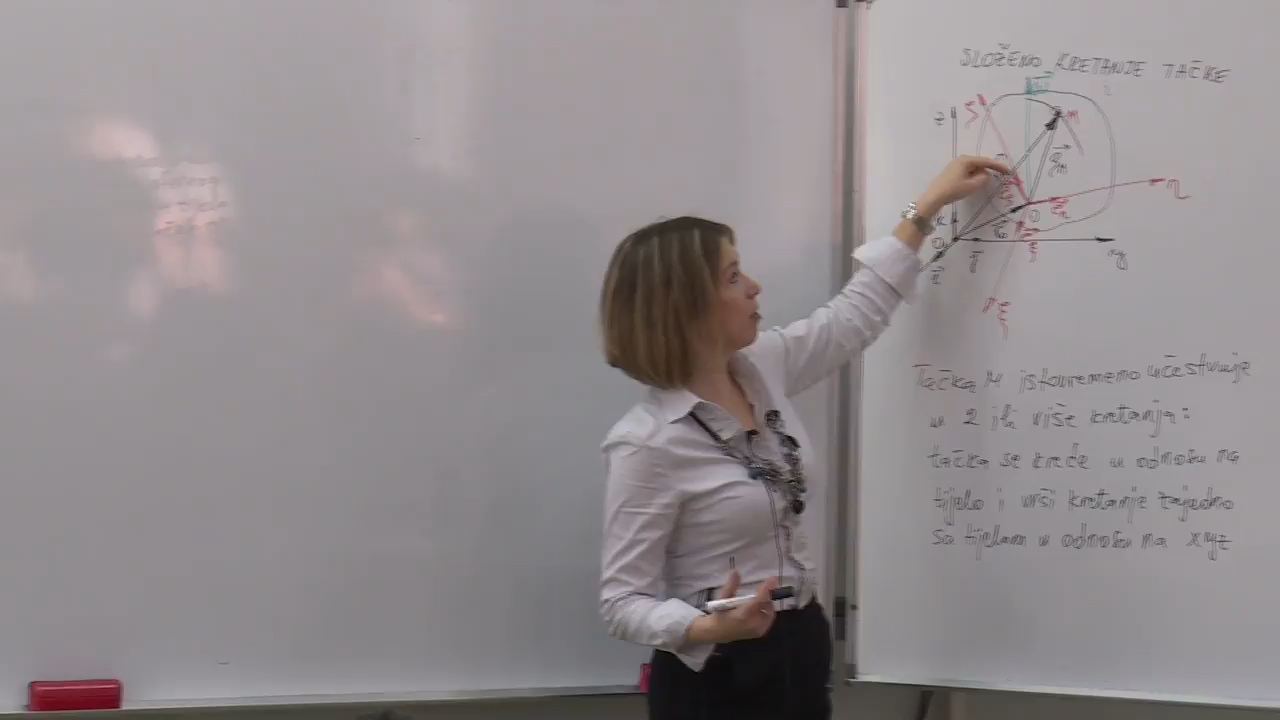 SLOŽENO KRETANJE TAČKE
z
ζ
M
η
O
y
ξ
Tačka M istovremeno učestvuje
u 2 ili više kretanja:
tačka se kreće u odnosu na
tijelo i vrši kretanje zajedno
sa tijelom u odnosu na xyz